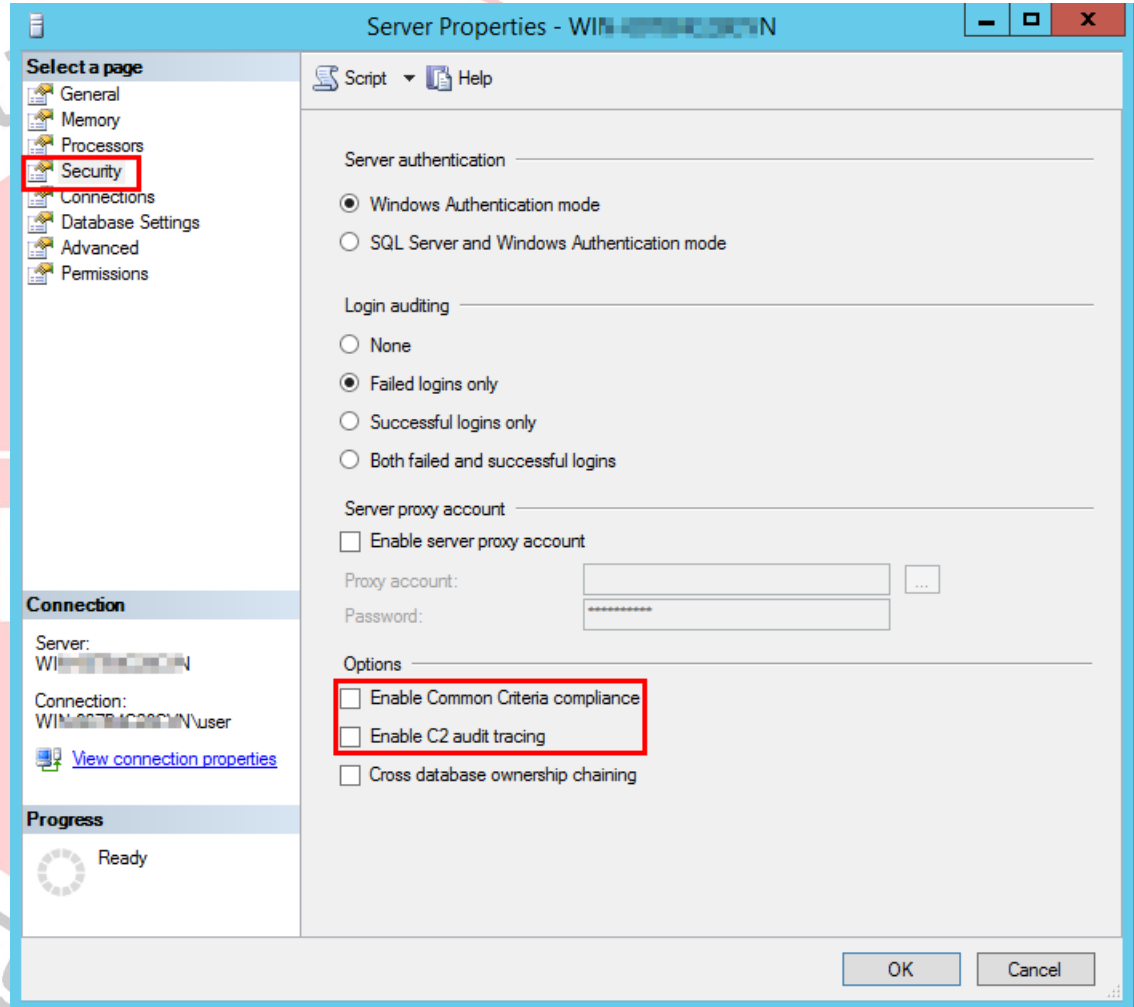 Server Properties - WI N
Select a page
General
Memory
Processors
Security
Connections
Database Settings
Advanced
Permissions
Script
Help
Server authentication
Windows Authentication mode
SQL Server and Windows Authentication mode
Login auditing
None
Failed logins only
Successful logins only
Both failed and successful logins
Server proxy account
Enable server proxy account
Proxy account:
...
Password:
**********
Options
Enable Common Criteria compliance
Enable C2 audit tracing
Cross database ownership chaining
Connection
Server:
WI N
Connection:
WIN N\user
View connection properties
Progress
Ready
OK
Cancel